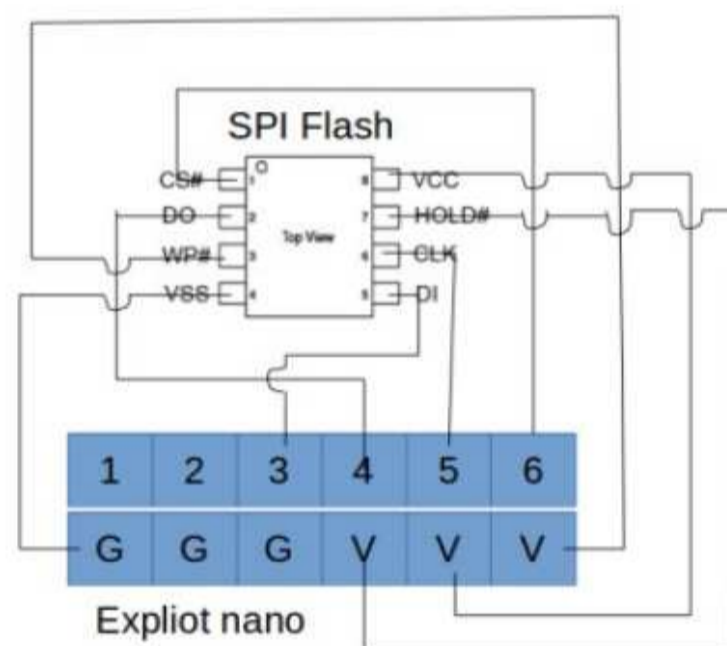 SPI Flash
CS# 1 8 VCC
DO 2 Top View 7 HOLD#
WP# 3 6 CLK
VSS 4 5 DI
1 2 3 4 5 6
G G G V V V
Expliot nano